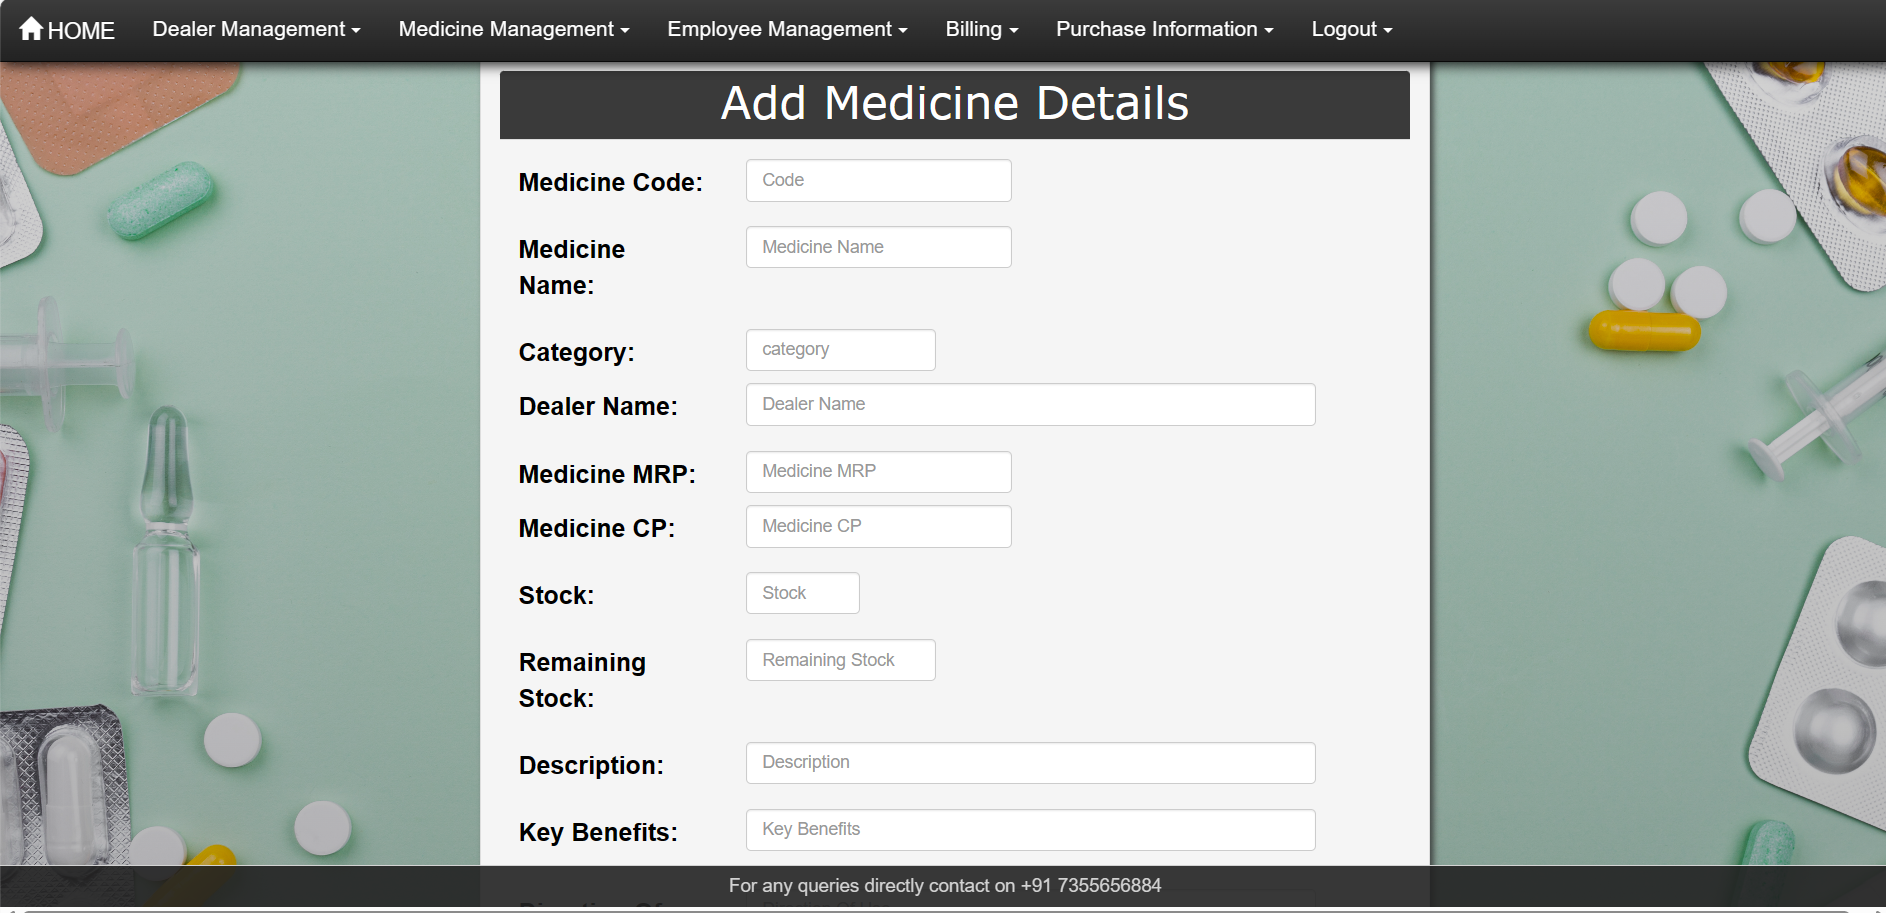 HOME Dealer Management Medicine Management Employee Management Billing Purchase Information Logout
Add Medicine Details
Medicine Code: Code
Medicine Name: Medicine Name
Category: category
Dealer Name: Dealer Name
Medicine MRP: Medicine MRP
Medicine CP: Medicine CP
Stock: Stock
Remaining Stock: Remaining Stock
Description: Description
Key Benefits: Key Benefits
For any queries directly contact on +91 7355656884